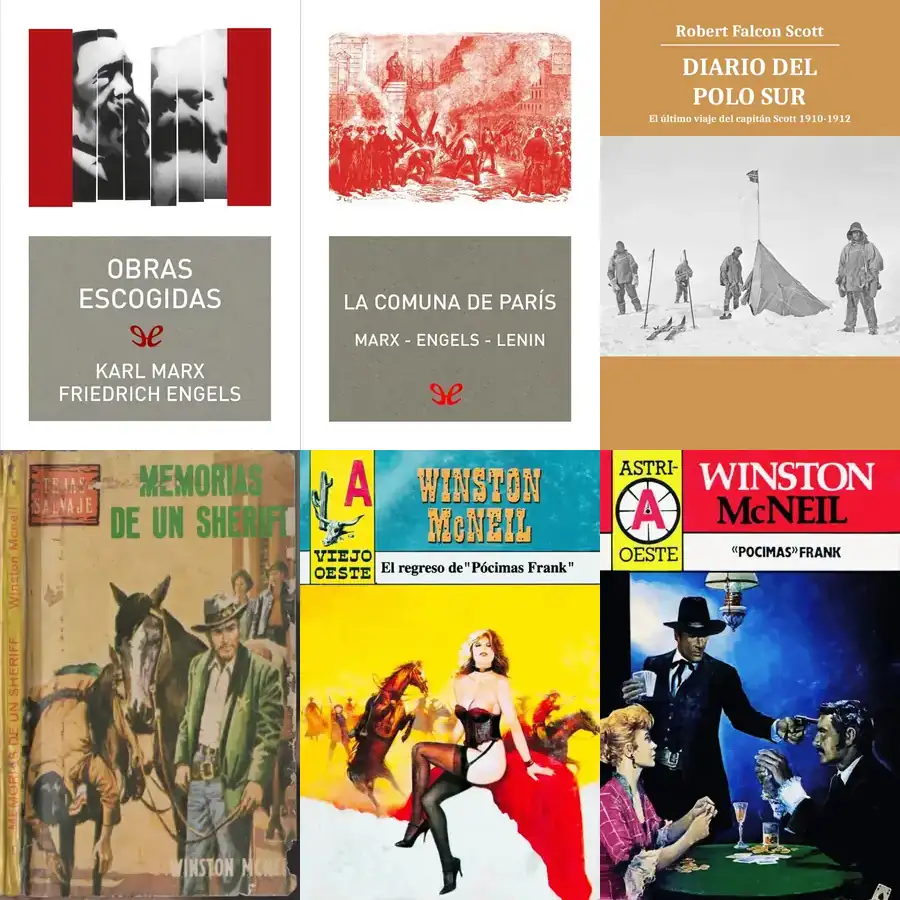 OBRAS
ESCOGIDAS
KARL MARX
FRIEDRICH ENGELS
LA COMUNA DE PARÍS
MARX - ENGELS - LENIN
Robert Falcon Scott
DIARIO DEL
POLO SUR
El último viaje del capitán Scott 1910-1912
TEJAS
SALVAJE
MEMORIAS
DE UN SHERIFF
MEMORIAS DE UN SHERIFF Winston Mcneil
WINSTON MCNEIL
A
VIEJO
OESTE
WINSTON
McNEIL
El regreso de "Pócimas Frank"
ASTRI-
A
OESTE
WINSTON
McNEIL
«POCIMAS» FRANK
A